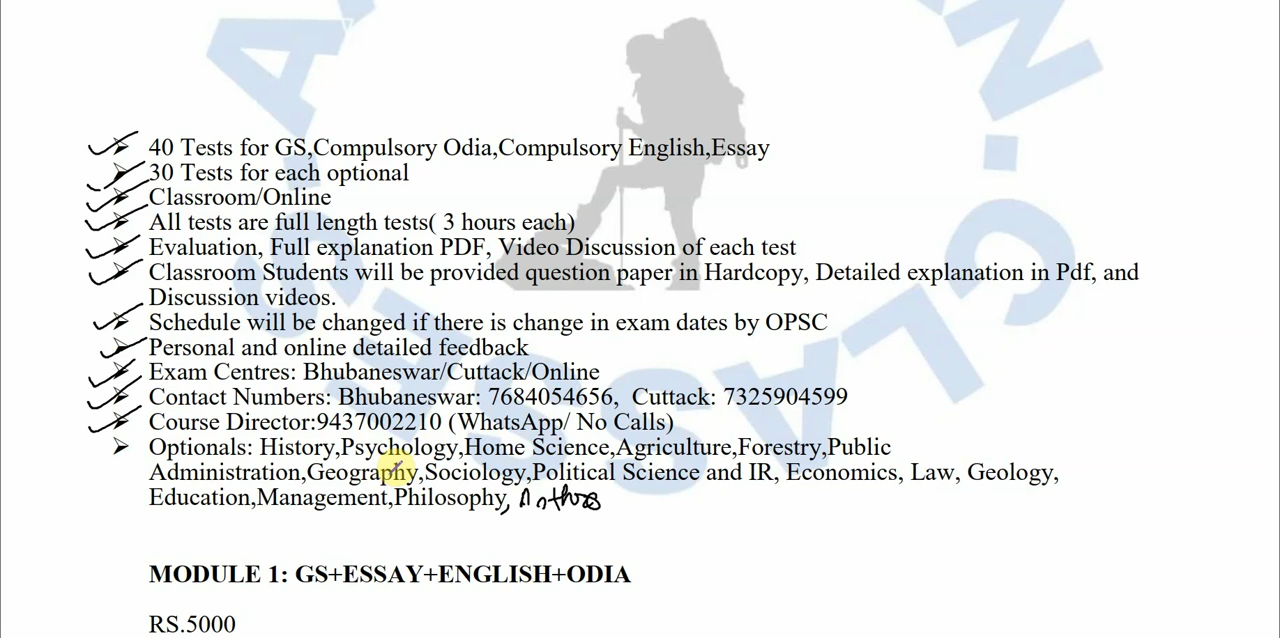 40 Tests for GS,Compulsory Odia,Compulsory English,Essay
30 Tests for each optional
Classroom/Online
All tests are full length tests( 3 hours each)
Evaluation, Full explanation PDF, Video Discussion of each test
Classroom Students will be provided question paper in Hardcopy, Detailed explanation in Pdf, and
Discussion videos.
Schedule will be changed if there is change in exam dates by OPSC
Personal and online detailed feedback
Exam Centres: Bhubaneswar/Cuttack/Online
Contact Numbers: Bhubaneswar: 7684054656, Cuttack: 7325904599
Course Director:9437002210 (WhatsApp/ No Calls)
Optionals: History,Psychology,Home Science,Agriculture,Forestry,Public
Administration,Geography,Sociology,Political Science and IR, Economics, Law, Geology,
Education,Management,Philosophy,
MODULE 1: GS+ESSAY+ENGLISH+ODIA
RS.5000